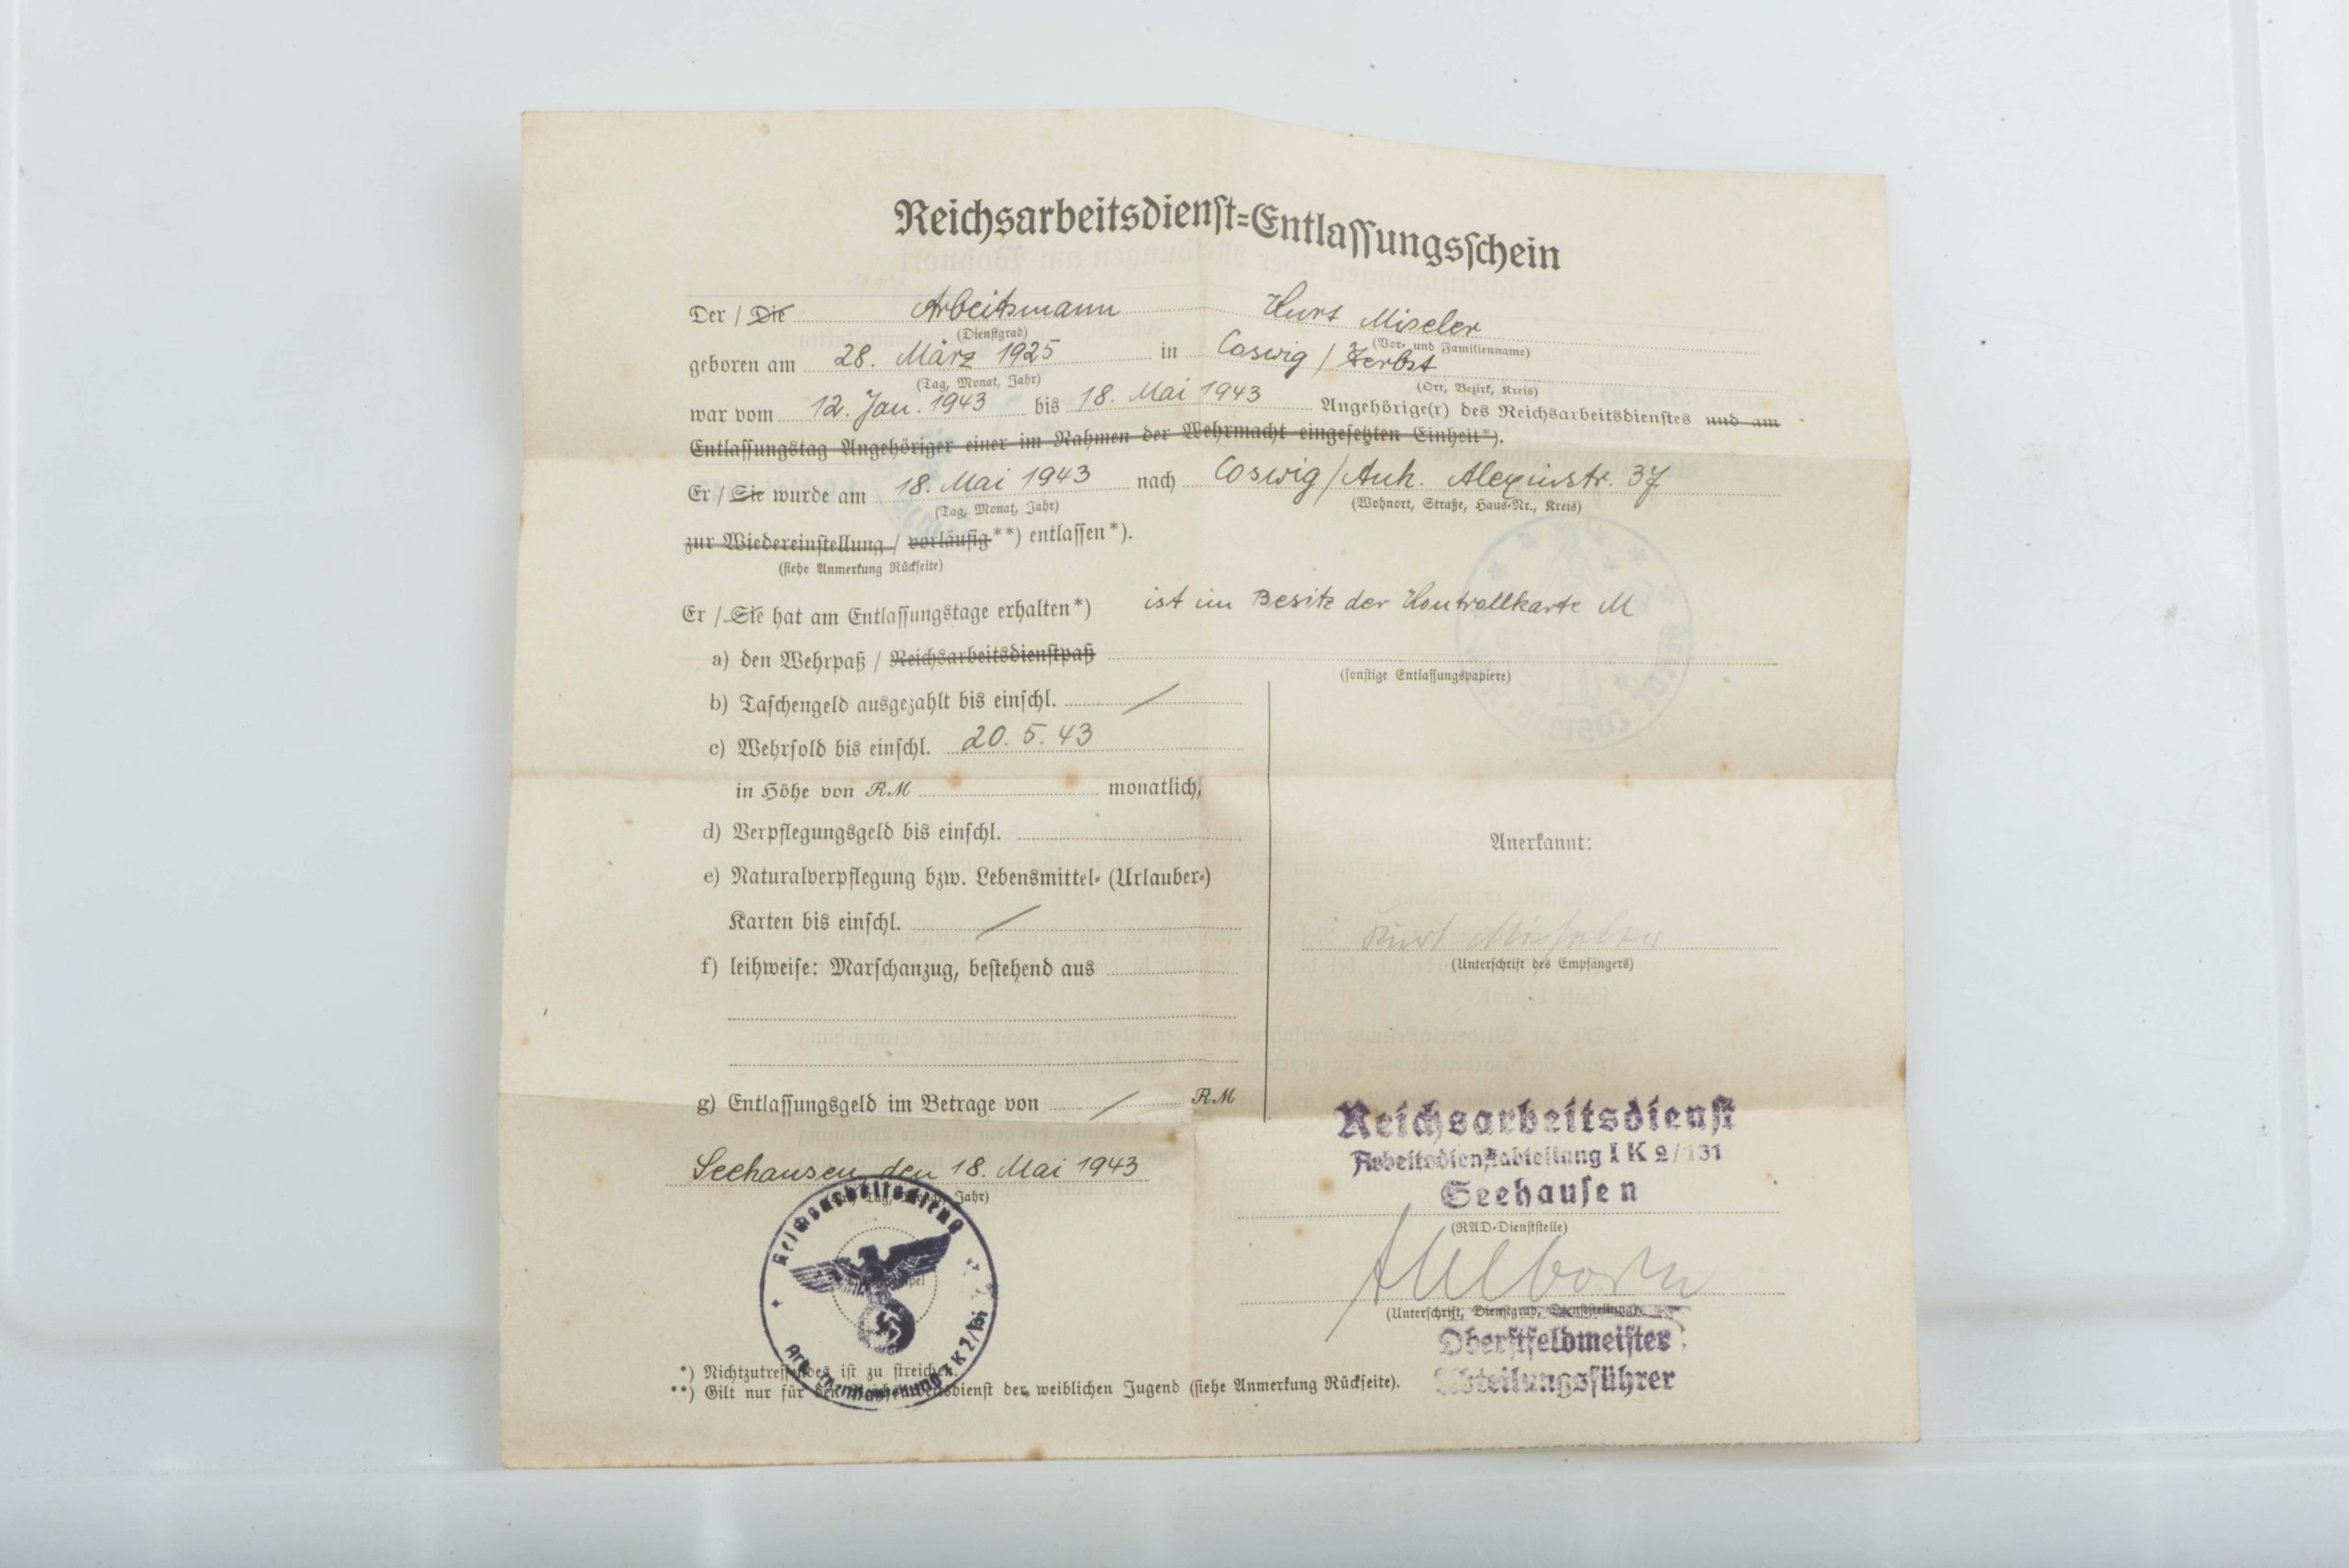 Reichsarbeitsdienst-Entlassungsschein
Der / Die Arbeitsmann Kurt Miseler
(Dienstgrad) (Vor- und Familienname)
geboren am 28. März 1925 in Coswig / Zerbst
(Tag, Monat, Jahr) (Ort, Bezirk, Kreis)
war vom 12. Jan. 1943 bis 18. Mai 1943 Angehörige(r) des Reichsarbeitsdienstes und am
Entlassungstag Angehöriger einer im Rahmen der Wehrmacht eingesetzten Einheit*).
Er / Sie wurde am 18. Mai 1943 nach Coswig / Anh. 37
(Tag, Monat, Jahr) (Wohnort, Straße, Haus-Nr., Kreis)
zur Wiedereinstellung / vorläufig **) entlassen*).
(siehe Anmerkung Rückseite)
Er / Sie hat am Entlassungstage erhalten*) ist im Besitz der Kontrollkarte M
a) den Wehrpaß / Reichsarbeitsdienstpaß
(sonstige Entlassungspapiere)
b) Taschengeld ausgezahlt bis einschl. /
c) Wehrsold bis einschl. 20. 5. 43
in Höhe von RM monatlich,
d) Verpflegungsgeld bis einschl.
Anerkannt:
e) Naturalverpflegung bzw. Lebensmittel- (Urlauber-)
Karten bis einschl. /
Kurt Miseler
(Unterschrift des Empfängers)
f) leihweise: Marschanzug, bestehend aus
g) Entlassungsgeld im Betrage von / RM
Reichsarbeitsdienst
Arbeitsdienstabteilung I K 2/131
Seehausen
(RAD-Dienststelle)
Seehausen, den 18. Mai 1943
(Ort, Tag, Monat, Jahr)
Reichsarbeitsdienst
Ahlborn
(Unterschrift, Dienstgrad, Dienststellung)
Oberstfeldmeister
Abteilungsführer
*) Nichtzutreffendes ist zu streichen.
**) Gilt nur für den Reichsarbeitsdienst der weiblichen Jugend (siehe Anmerkung Rückseite).